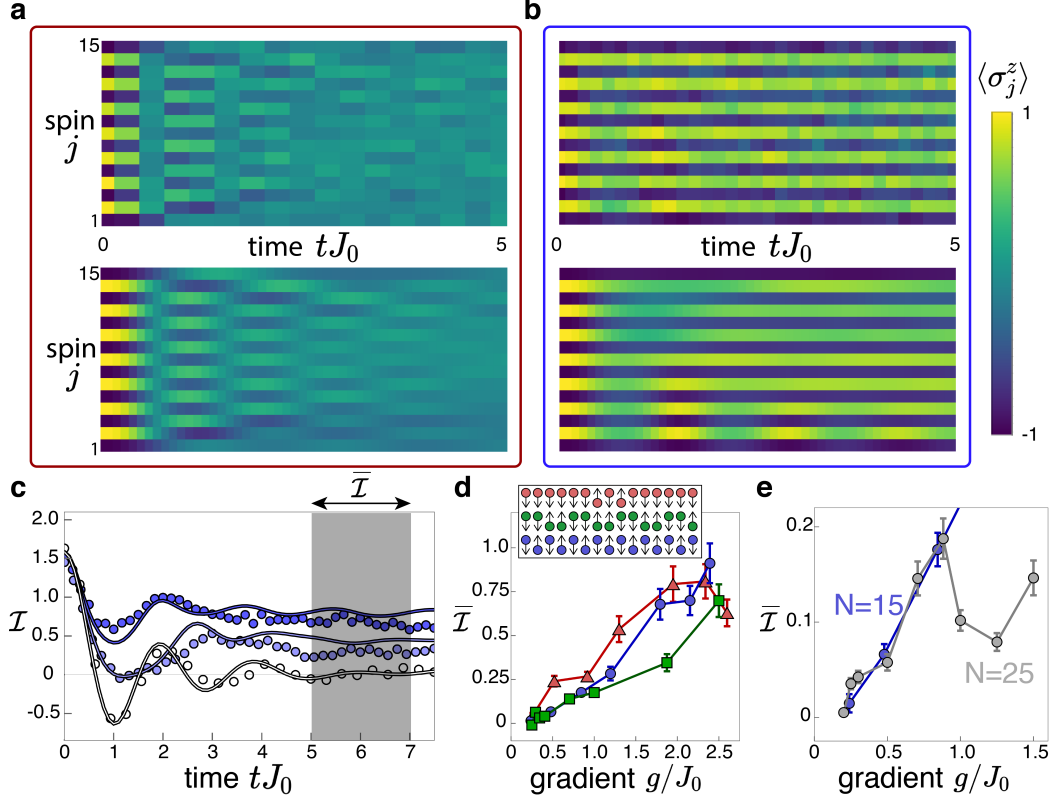 a
15
spin
j
1
0
time tJ₀
5
15
spin
j
1
b
0
time tJ₀
5
⟨σⱼᶻ⟩
1
-1
c
ℐ̅
2.0
1.5
1.0
ℐ
0.5
0
-0.5
0 1 2 3 4 5 6 7
time tJ₀
d
1.0
0.75
ℐ̅
0.5
0.25
0
0 0.5 1.0 1.5 2.0 2.5
gradient g/J₀
e
0.2
ℐ̅
0.1
0
N=15
N=25
0 0.5 1.0 1.5
gradient g/J₀